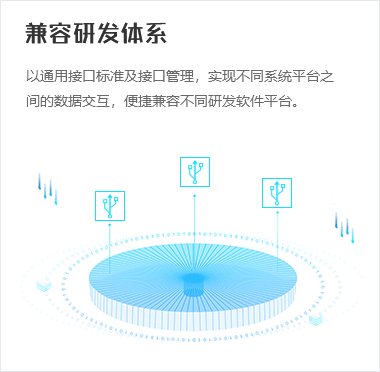 兼容研发体系
以通用接口标准及接口管理，实现不同系统平台之
间的数据交互，便捷兼容不同研发软件平台。